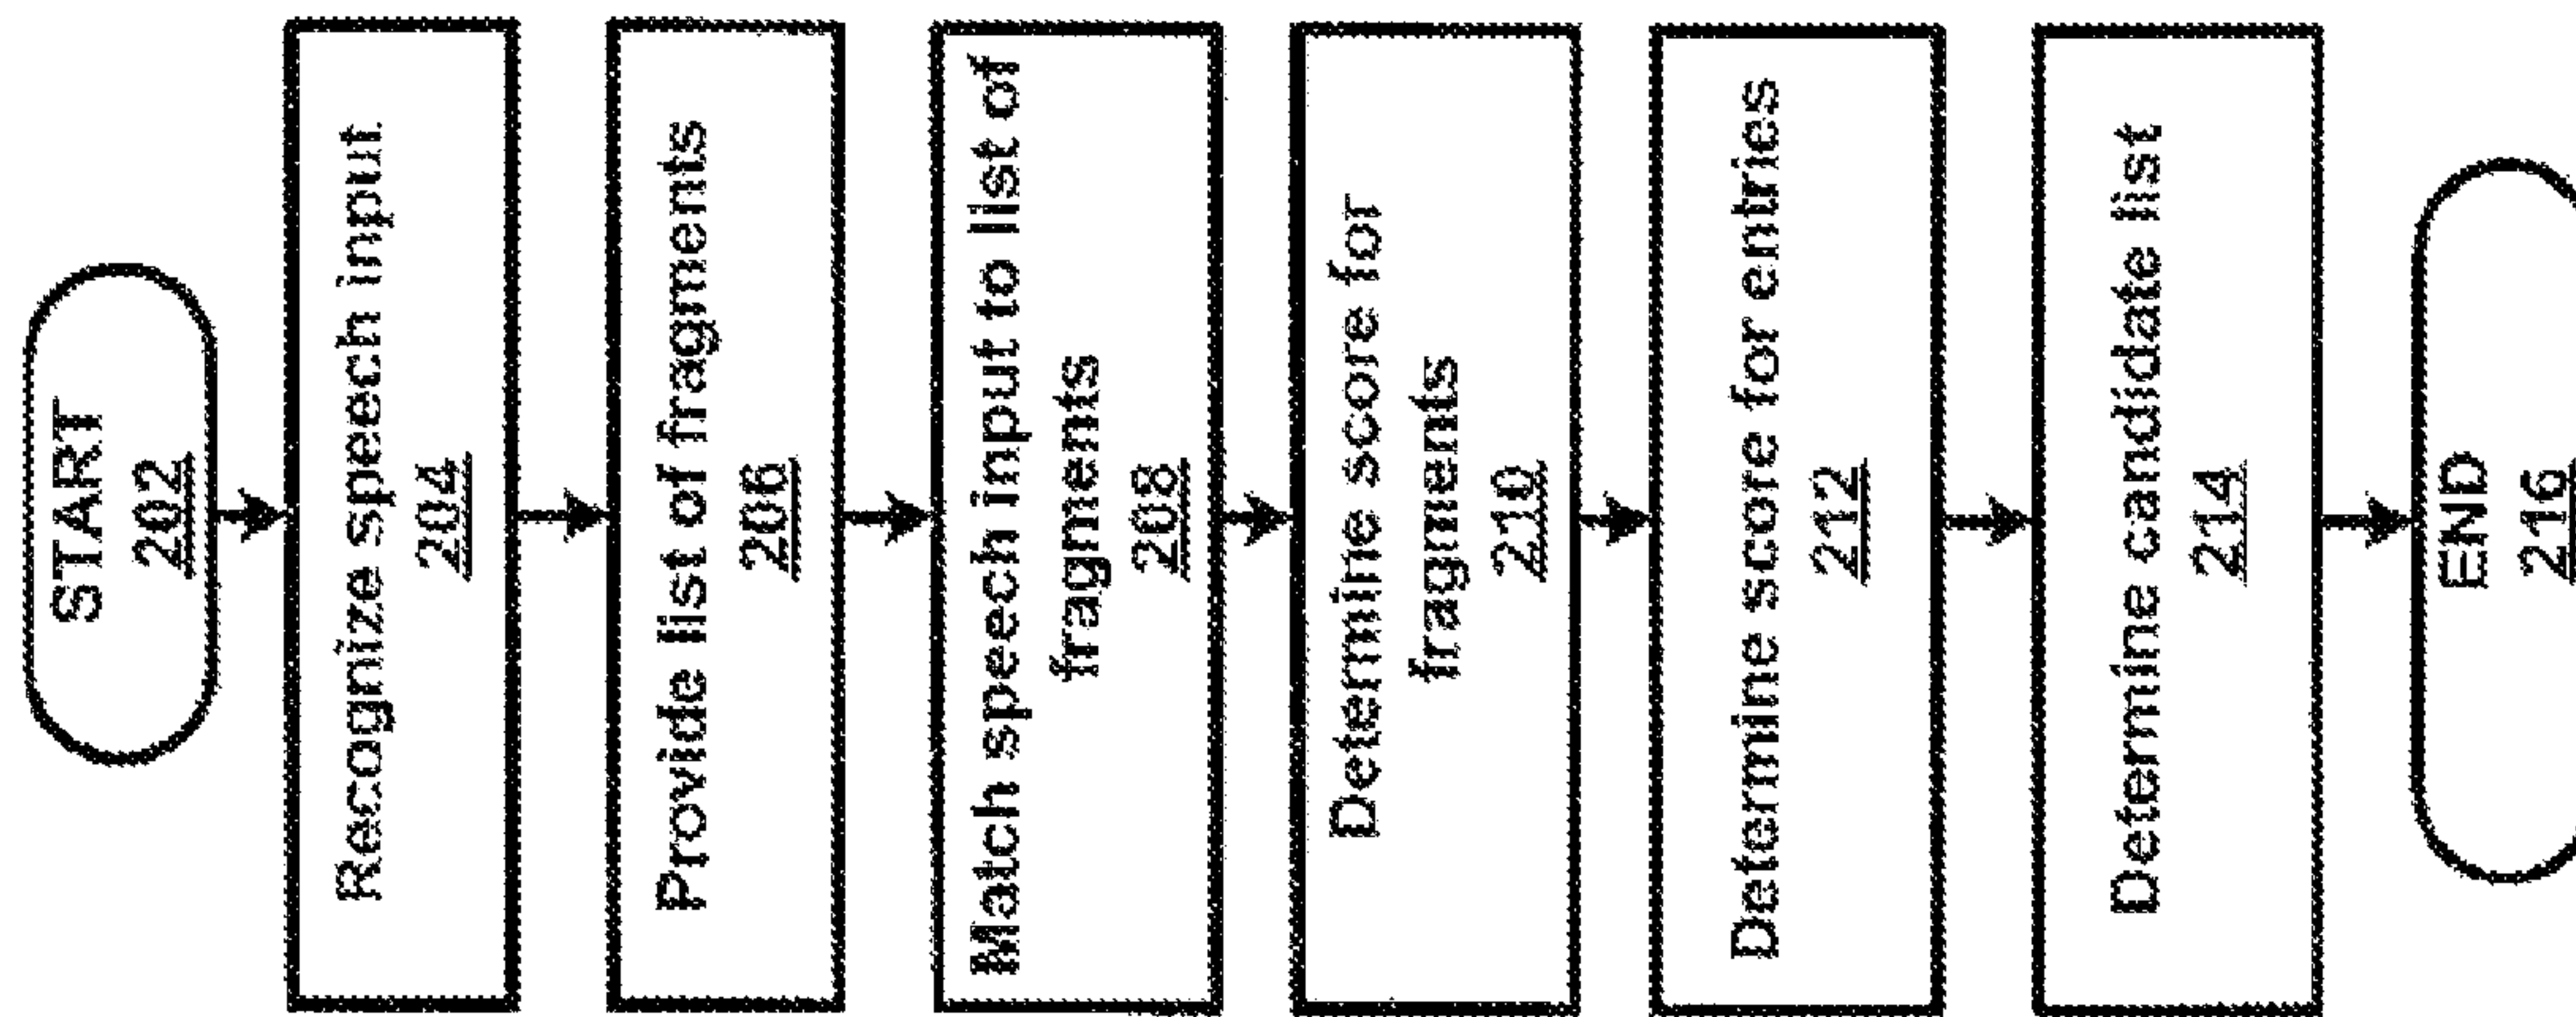 START
202
Recognize speech input
204
Provide list of fragments
206
Match speech input to list of
fragments
208
Determine score for
fragments
210
Determine score for entries
212
Determine candidate list
214
END
216